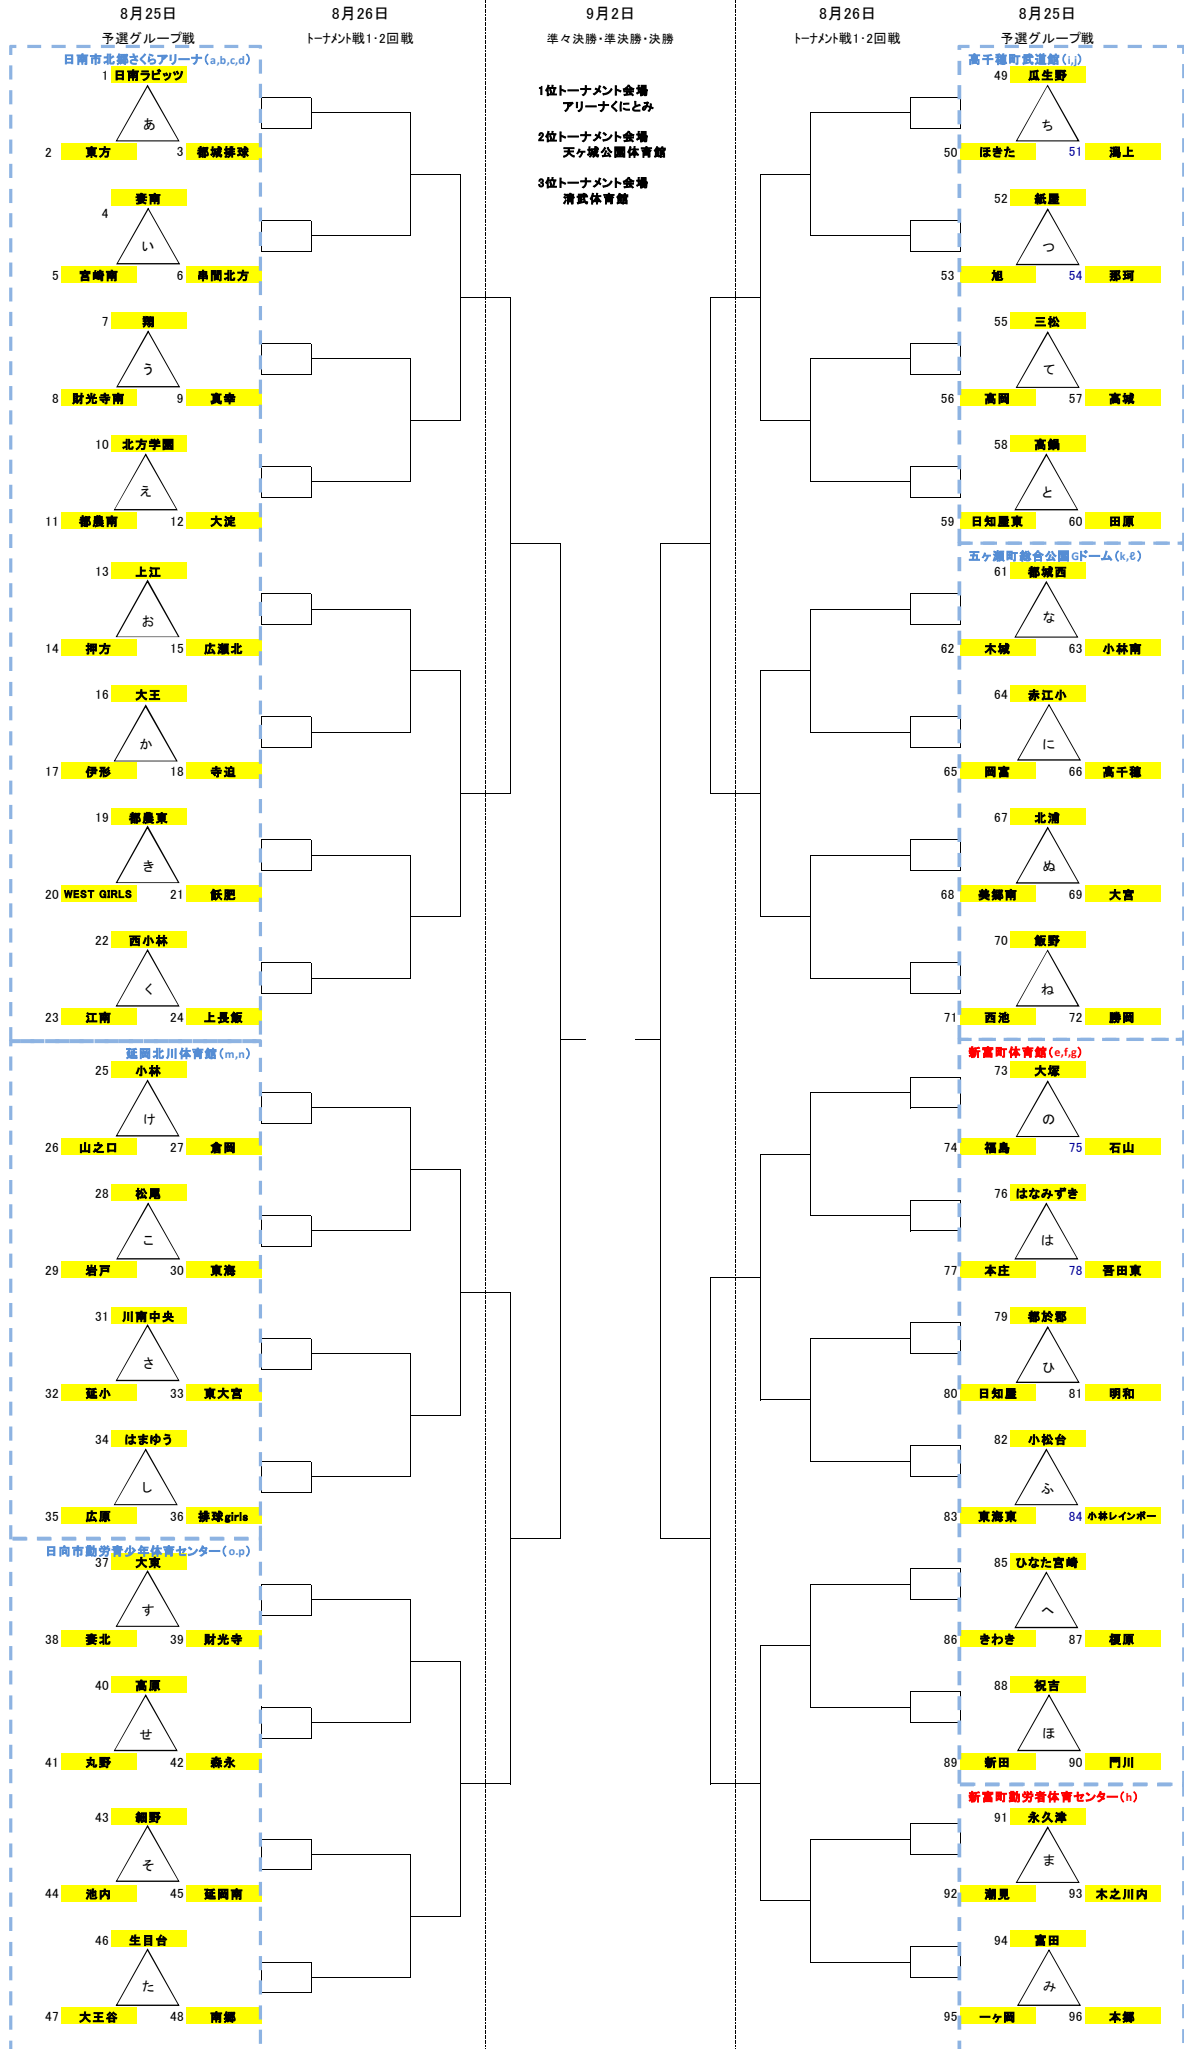 8月25日
8月26日
9月2日
8月26日
8月25日
予選グループ戦
トーナメント戦1・2回戦
準々決勝・準決勝・決勝
トーナメント戦1・2回戦
予選グループ戦
1位トーナメント会場
アリーナくにとみ
2位トーナメント会場
天ヶ城公園体育館
3位トーナメント会場
清武体育館
日南市北郷さくらアリーナ(a,b,c,d)
1 日南ラビッツ
あ
2 東方 3 都城排球
4 妻南
い
5 宮崎南 6 串間北方
7 翔
う
8 財光寺南 9 真幸
10 北方学園
え
11 都農南 12 大淀
13 上江
お
14 押方 15 広瀬北
16 大王
か
17 伊形 18 寺迫
19 都農東
き
20 WEST GIRLS 21 飫肥
22 西小林
く
23 江南 24 上長飯
延岡北川体育館(m,n)
25 小林
け
26 山之口 27 倉岡
28 松尾
こ
29 岩戸 30 東海
31 川南中央
さ
32 延小 33 東大宮
34 はまゆう
し
35 広原 36 排球girls
日向市勤労青少年体育センター(o.p)
37 大東
す
38 妻北 39 財光寺
40 高原
せ
41 丸野 42 森永
43 細野
そ
44 池内 45 延岡南
46 生目台
た
47 大王谷 48 南郷
高千穂町武道館(i,j)
49 瓜生野
ち
50 ほきた 51 潟上
52 紙屋
つ
53 旭 54 那珂
55 三松
て
56 高岡 57 高城
58 高鍋
と
59 日知屋東 60 田原
五ヶ瀬町総合公園Gドーム(k,ℓ)
61 都城西
な
62 木城 63 小林南
64 赤江小
に
65 岡富 66 高千穂
67 北浦
ぬ
68 美郷南 69 大宮
70 飯野
ね
71 西池 72 勝岡
新富町体育館(e,f,g)
73 大塚
の
74 福島 75 石山
76 はなみずき
は
77 本庄 78 吾田東
79 都於郡
ひ
80 日知屋 81 明和
82 小松台
ふ
83 東海東 84 小林レインボー
85 ひなた宮崎
へ
86 きわき 87 榎原
88 祝吉
ほ
89 新田 90 門川
新富町勤労者体育センター(h)
91 永久津
ま
92 潮見 93 木之川内
94 富田
み
95 一ヶ岡 96 本郷